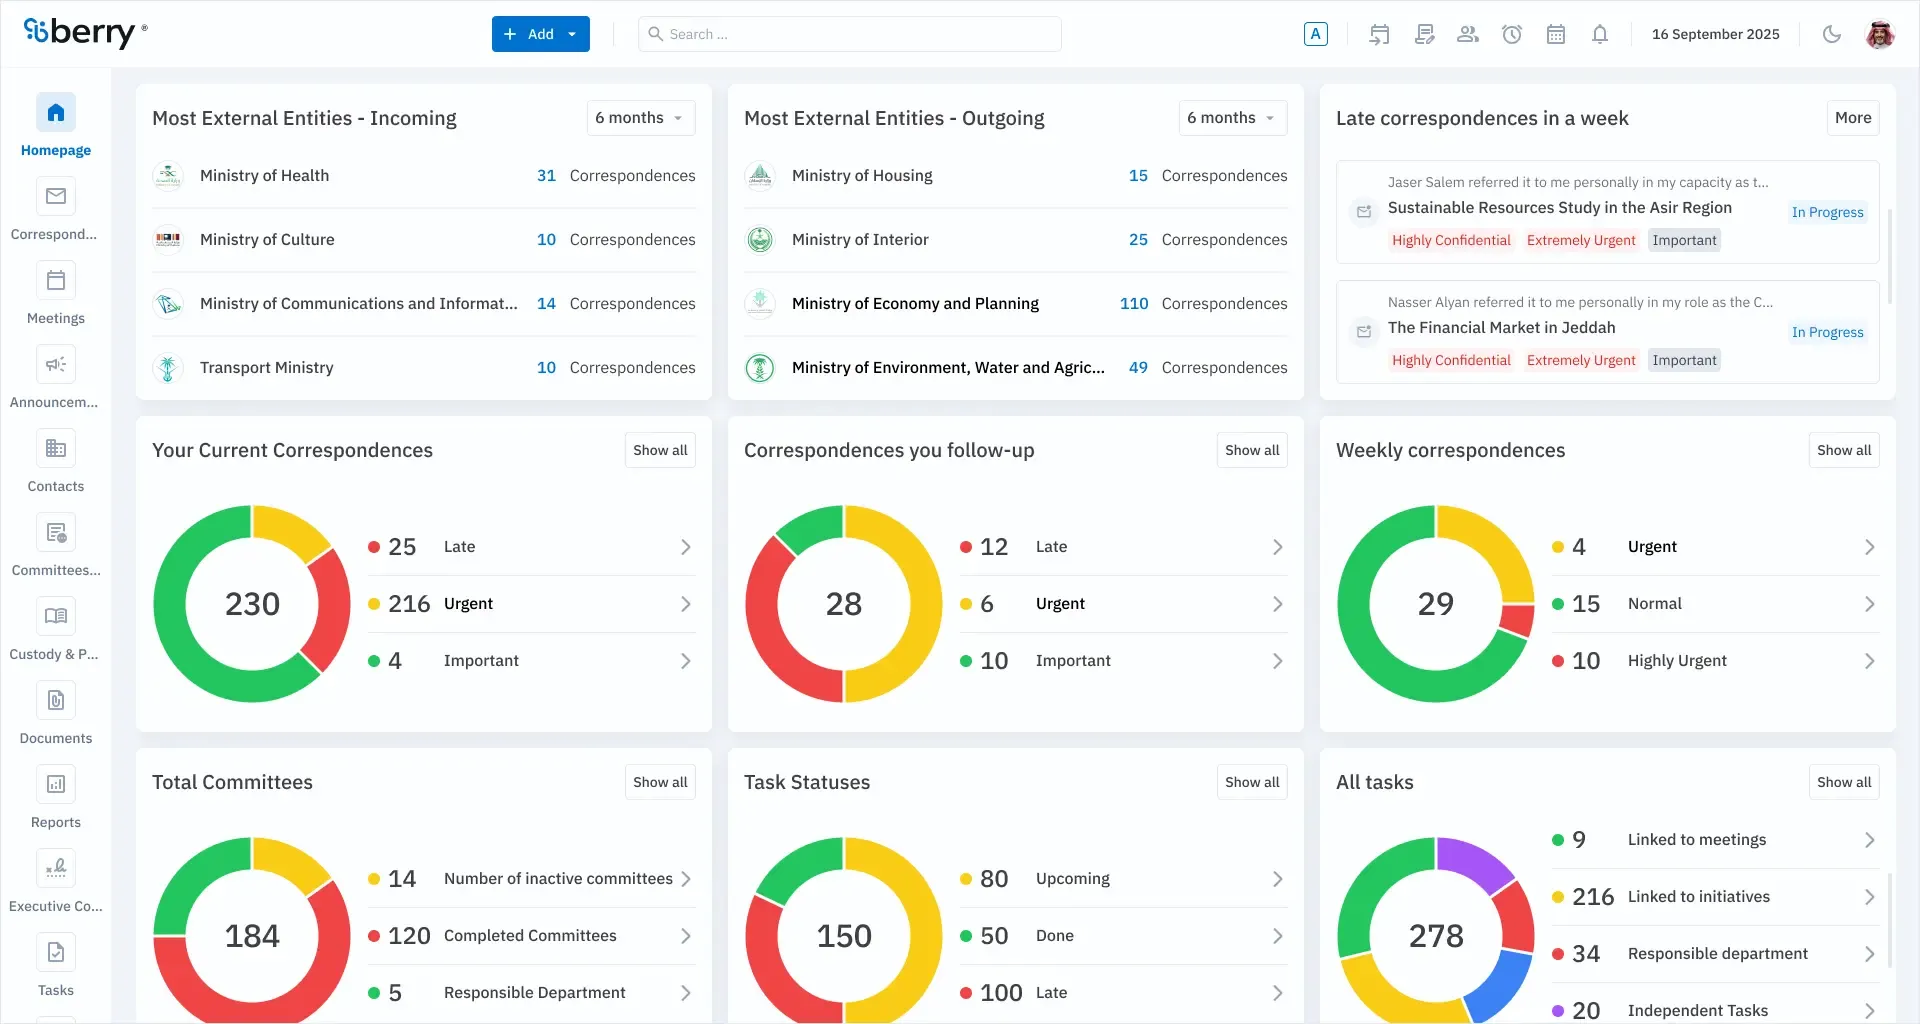 berry ®
Add
Search ...
A
16 September 2025
Homepage
Correspond...
Meetings
Announcem...
Contacts
Committees...
Custody & P...
Documents
Reports
Executive Co...
Tasks
Most External Entities - Incoming
6 months
Ministry of Health 31 Correspondences
Ministry of Culture 10 Correspondences
Ministry of Communications and Informat... 14 Correspondences
Transport Ministry 10 Correspondences
Most External Entities - Outgoing
6 months
Ministry of Housing 15 Correspondences
Ministry of Interior 25 Correspondences
Ministry of Economy and Planning 110 Correspondences
Ministry of Environment, Water and Agric... 49 Correspondences
Late correspondences in a week
More
Jaser Salem referred it to me personally in my capacity as t...
Sustainable Resources Study in the Asir Region
In Progress
Highly Confidential Extremely Urgent Important
Nasser Alyan referred it to me personally in my role as the C...
The Financial Market in Jeddah
In Progress
Highly Confidential Extremely Urgent Important
Your Current Correspondences
Show all
230
25 Late
216 Urgent
4 Important
Correspondences you follow-up
Show all
28
12 Late
6 Urgent
10 Important
Weekly correspondences
Show all
29
4 Urgent
15 Normal
10 Highly Urgent
Total Committees
Show all
184
14 Number of inactive committees
120 Completed Committees
5 Responsible Department
Task Statuses
Show all
150
80 Upcoming
50 Done
100 Late
All tasks
Show all
278
9 Linked to meetings
216 Linked to initiatives
34 Responsible department
20 Independent Tasks